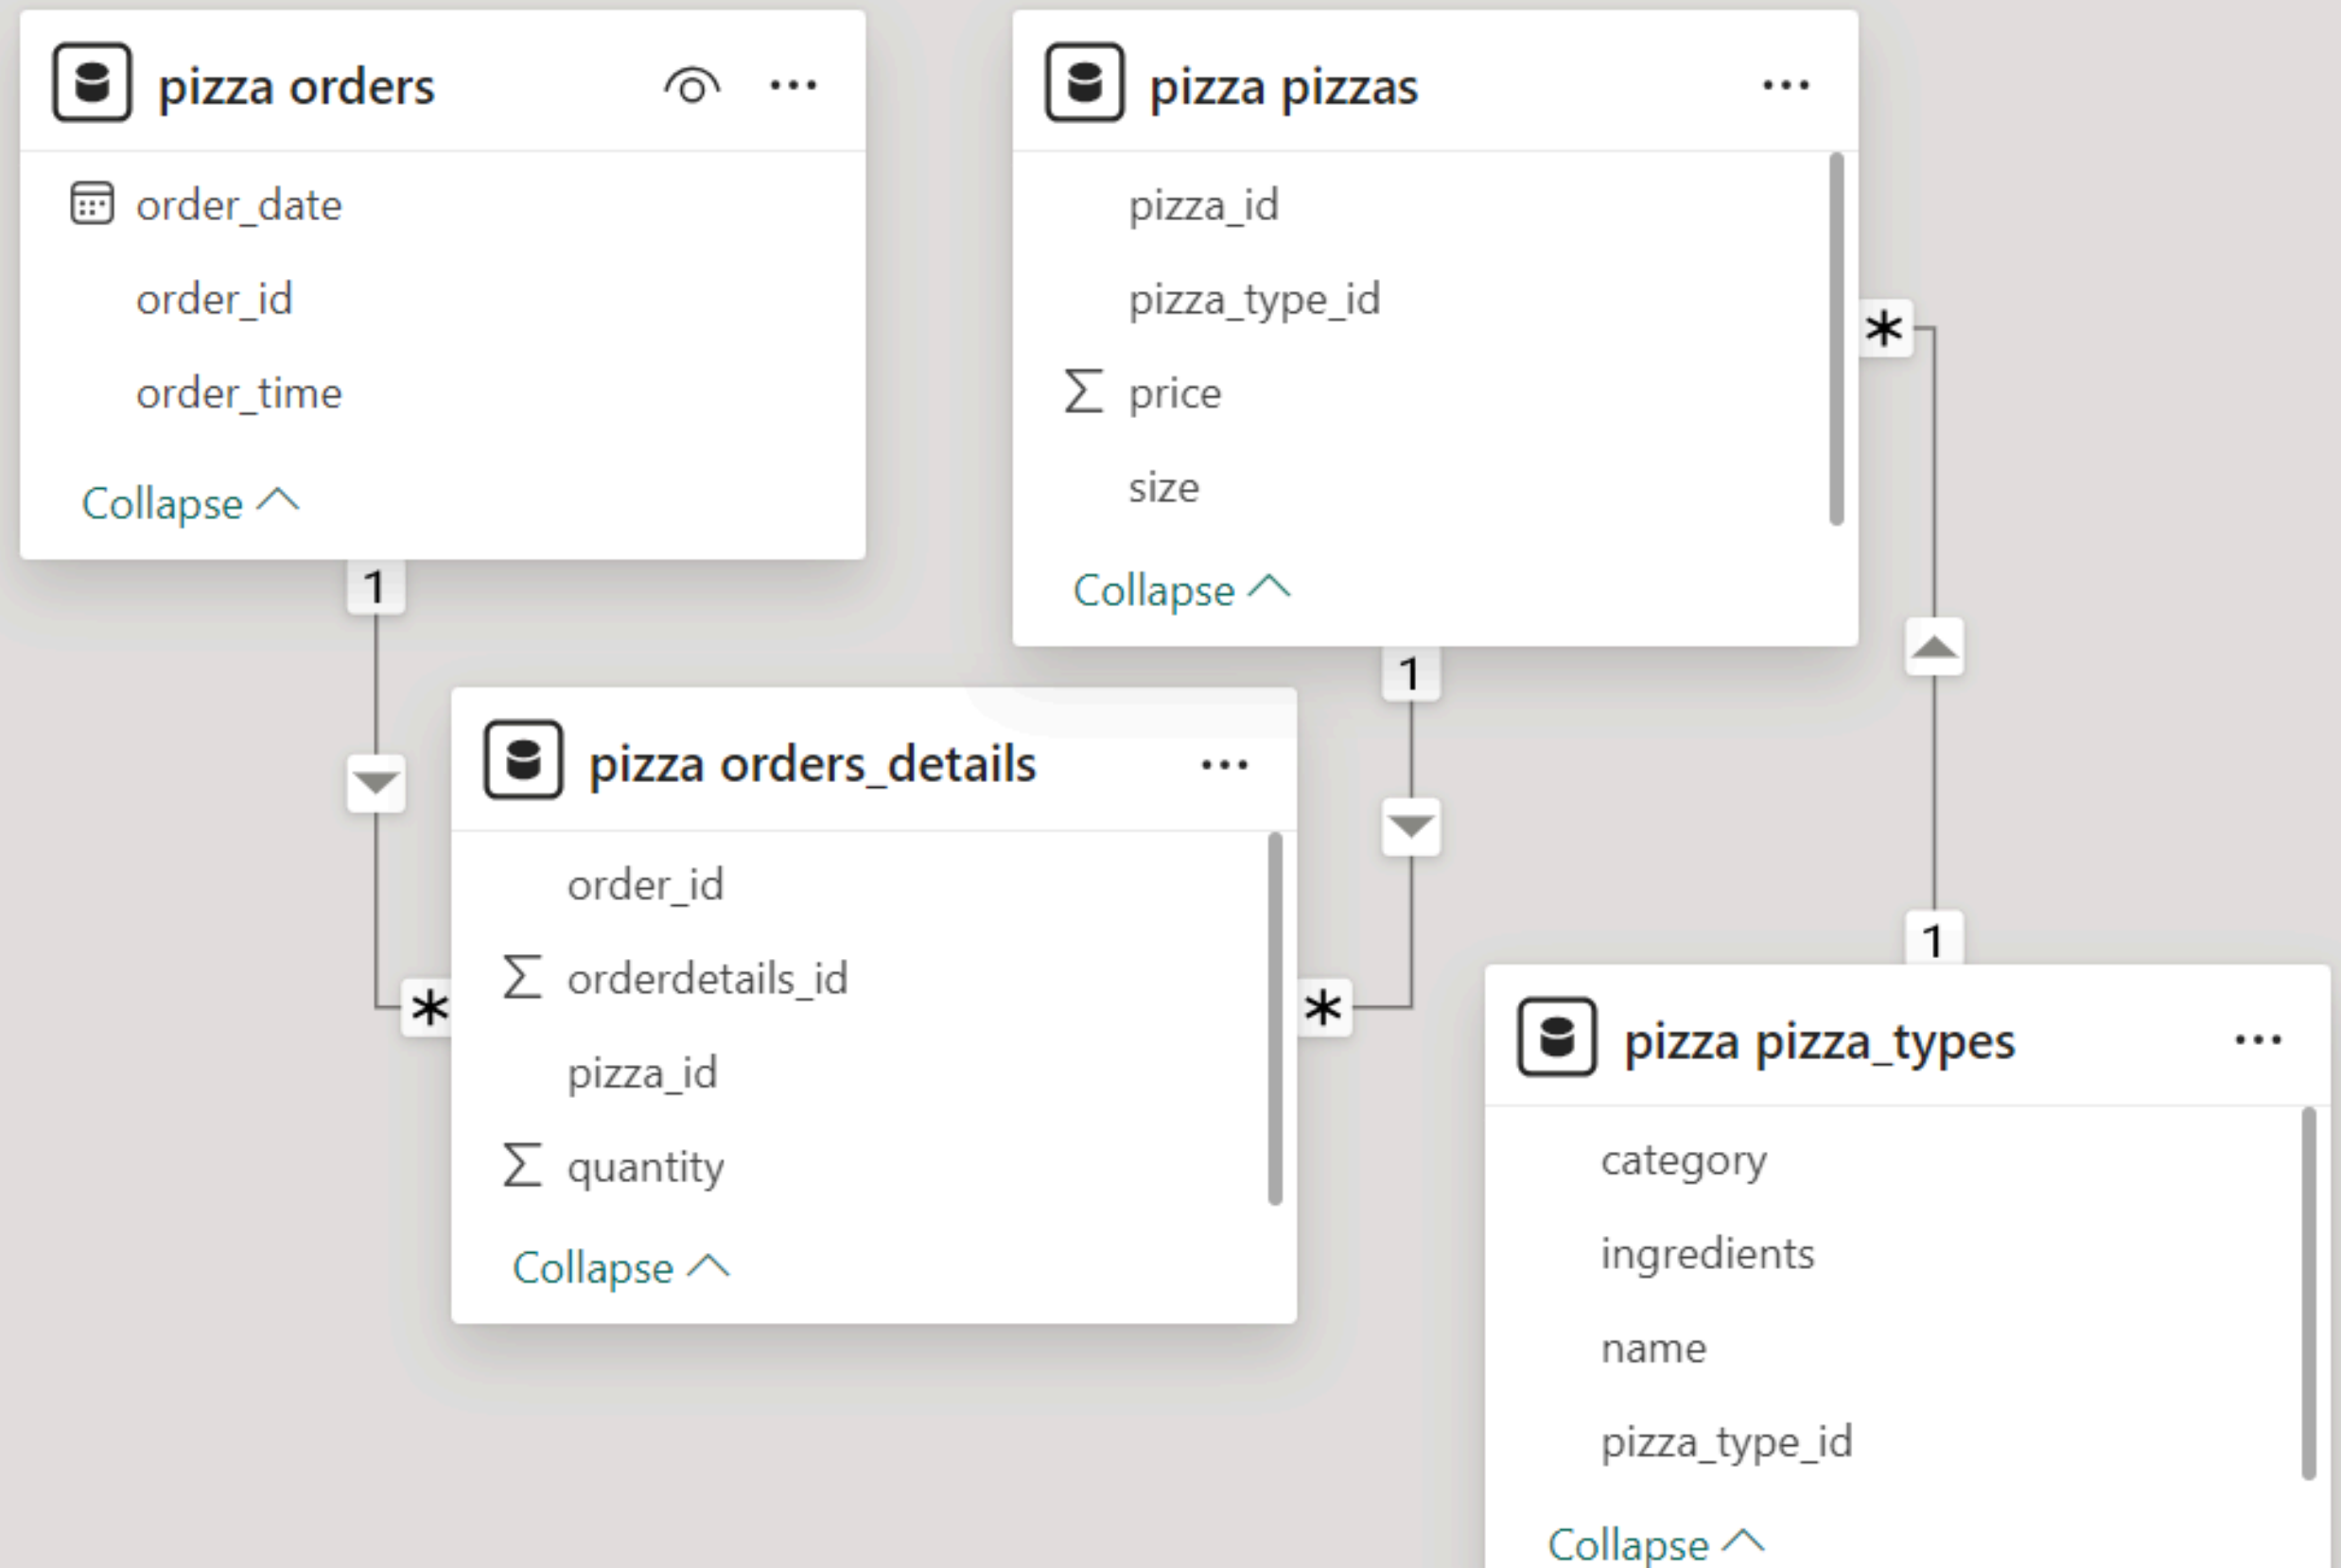 pizza orders
order_date
order_id
order_time
Collapse
1
*
pizza pizzas
pizza_id
pizza_type_id
Σ price
size
Collapse
1
*
*
1
pizza orders_details
order_id
Σ orderdetails_id
pizza_id
Σ quantity
Collapse
pizza pizza_types
category
ingredients
name
pizza_type_id
Collapse